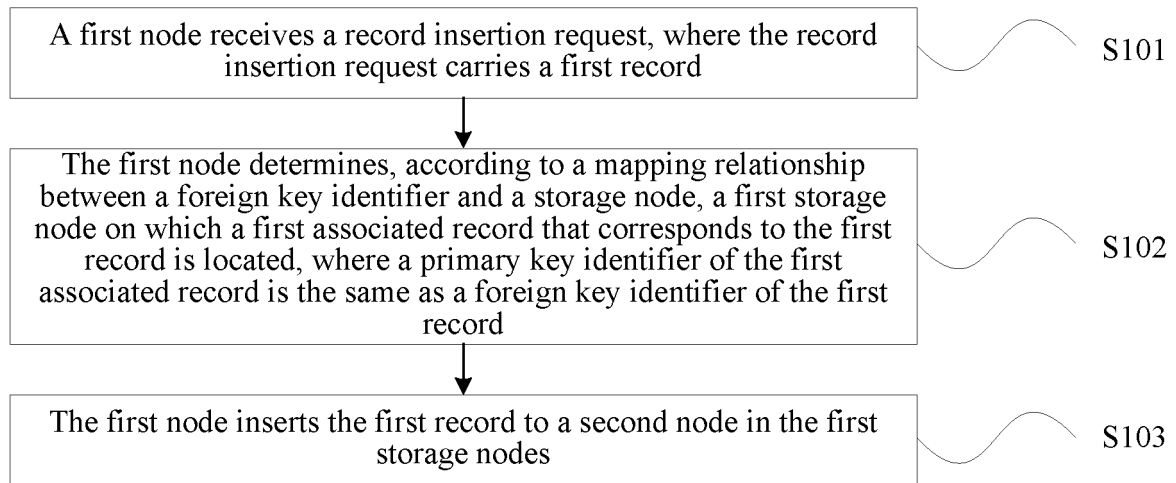 A first node receives a record insertion request, where the record
insertion request carries a first record
S101
The first node determines, according to a mapping relationship
between a foreign key identifier and a storage node, a first storage
node on which a first associated record that corresponds to the first
record is located, where a primary key identifier of the first
associated record is the same as a foreign key identifier of the first
record
S102
The first node inserts the first record to a second node in the first
storage nodes
S103